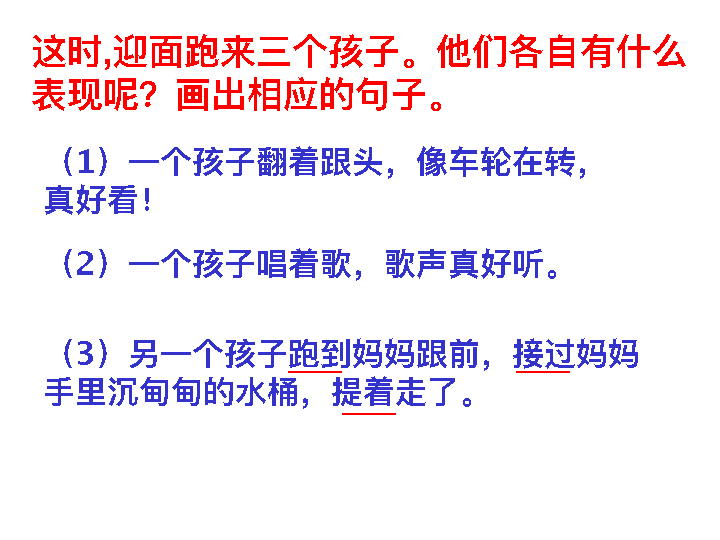 这时,迎面跑来三个孩子。他们各自有什么
表现呢？画出相应的句子。
（1）一个孩子翻着跟头，像车轮在转，
真好看！
（2）一个孩子唱着歌，歌声真好听。
（3）另一个孩子跑到妈妈跟前，接过妈妈
手里沉甸甸的水桶，提着走了。